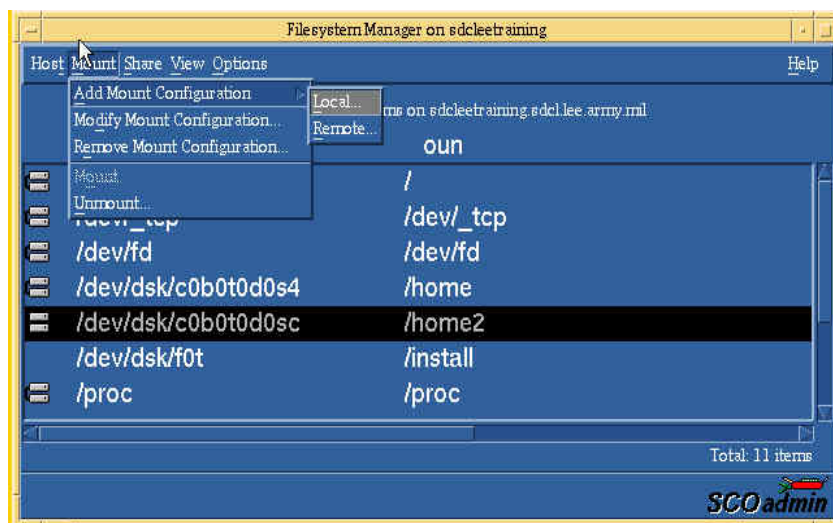 Filesystem Manager on sdcleetraining
Host Mount Share View Options Help
Add Mount Configuration
Local...
Modify Mount Configuration...
Remote...
Remove Mount Configuration...
Mount
Unmount...
ms on sdcleetraining.sdcl.lee.army.mil
oun
/
/dev/_tcp /dev/_tcp
/dev/fd /dev/fd
/dev/dsk/c0b0t0d0s4 /home
/dev/dsk/c0b0t0d0sc /home2
/dev/dsk/f0t /install
/proc /proc
Total: 11 items
SCOadmin